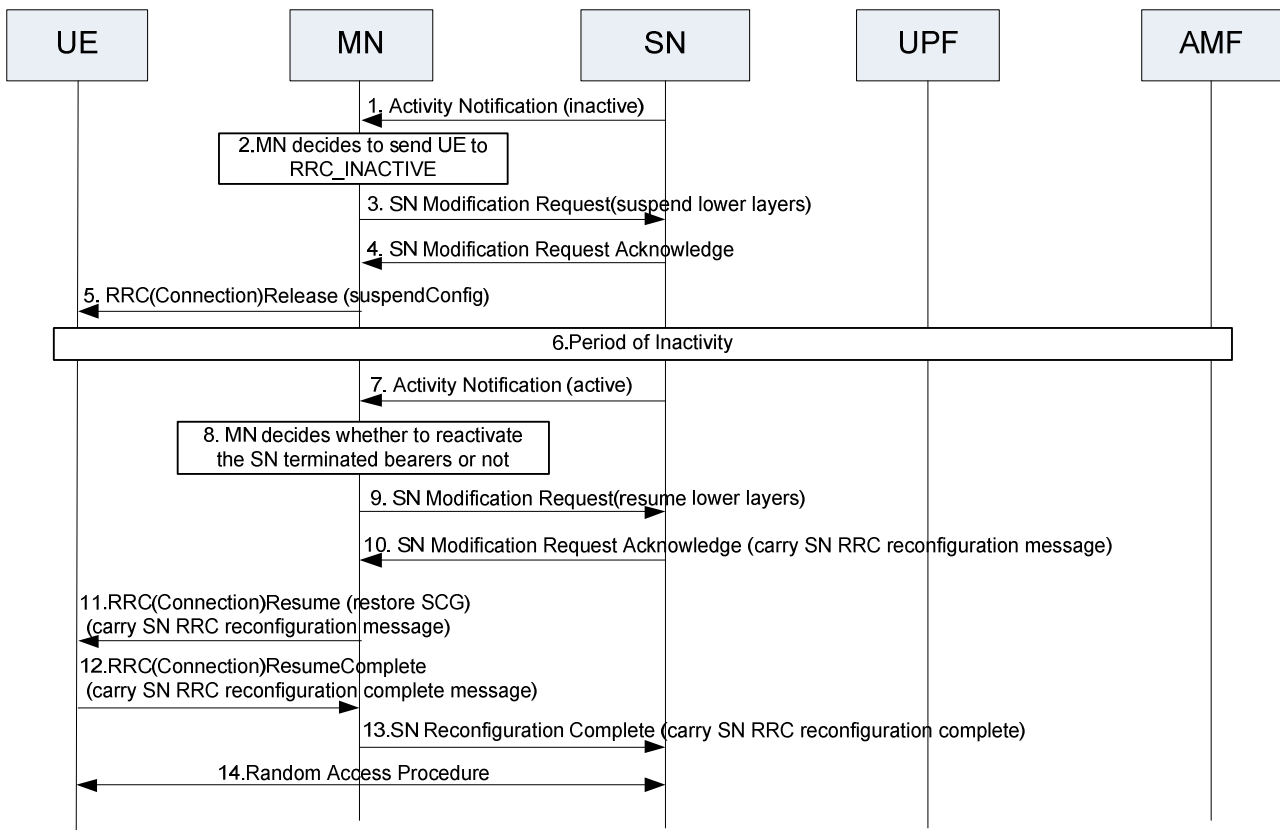 UE
MN
SN
UPF
AMF
1. Activity Notification (inactive)
2.MN decides to send UE to
RRC_INACTIVE
3. SN Modification Request(suspend lower layers)
4. SN Modification Request Acknowledge
5. RRC(Connection)Release (suspendConfig)
6.Period of Inactivity
7. Activity Notification (active)
8. MN decides whether to reactivate
the SN terminated bearers or not
9. SN Modification Request(resume lower layers)
10. SN Modification Request Acknowledge (carry SN RRC reconfiguration message)
11.RRC(Connection)Resume (restore SCG)
(carry SN RRC reconfiguration message)
12.RRC(Connection)ResumeComplete
(carry SN RRC reconfiguration complete message)
13.SN Reconfiguration Complete (carry SN RRC reconfiguration complete)
14.Random Access Procedure